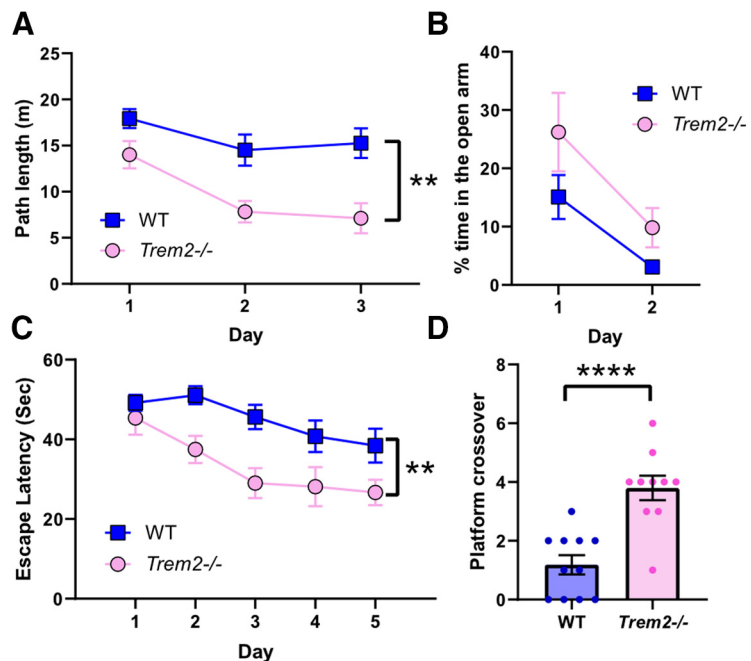 A
25
20
15
10
5
0
Path length (m)
WT
Trem2-/-
**
1 2 3
Day
B
40
30
20
10
0
% time in the open arm
WT
Trem2-/-
1 2
Day
C
60
40
20
0
Escape Latency (Sec)
WT
Trem2-/-
**
1 2 3 4 5
Day
D
8
6
4
2
0
Platform crossover
****
WT Trem2-/-